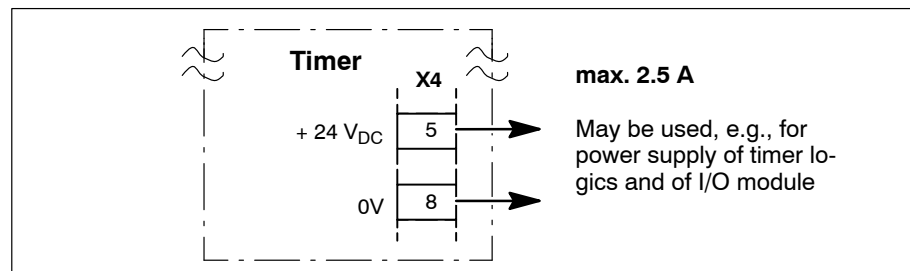 Timer
X4
max. 2.5 A
+ 24 VDC
5
May be used, e.g., for
power supply of timer lo-
gics and of I/O module
0V
8